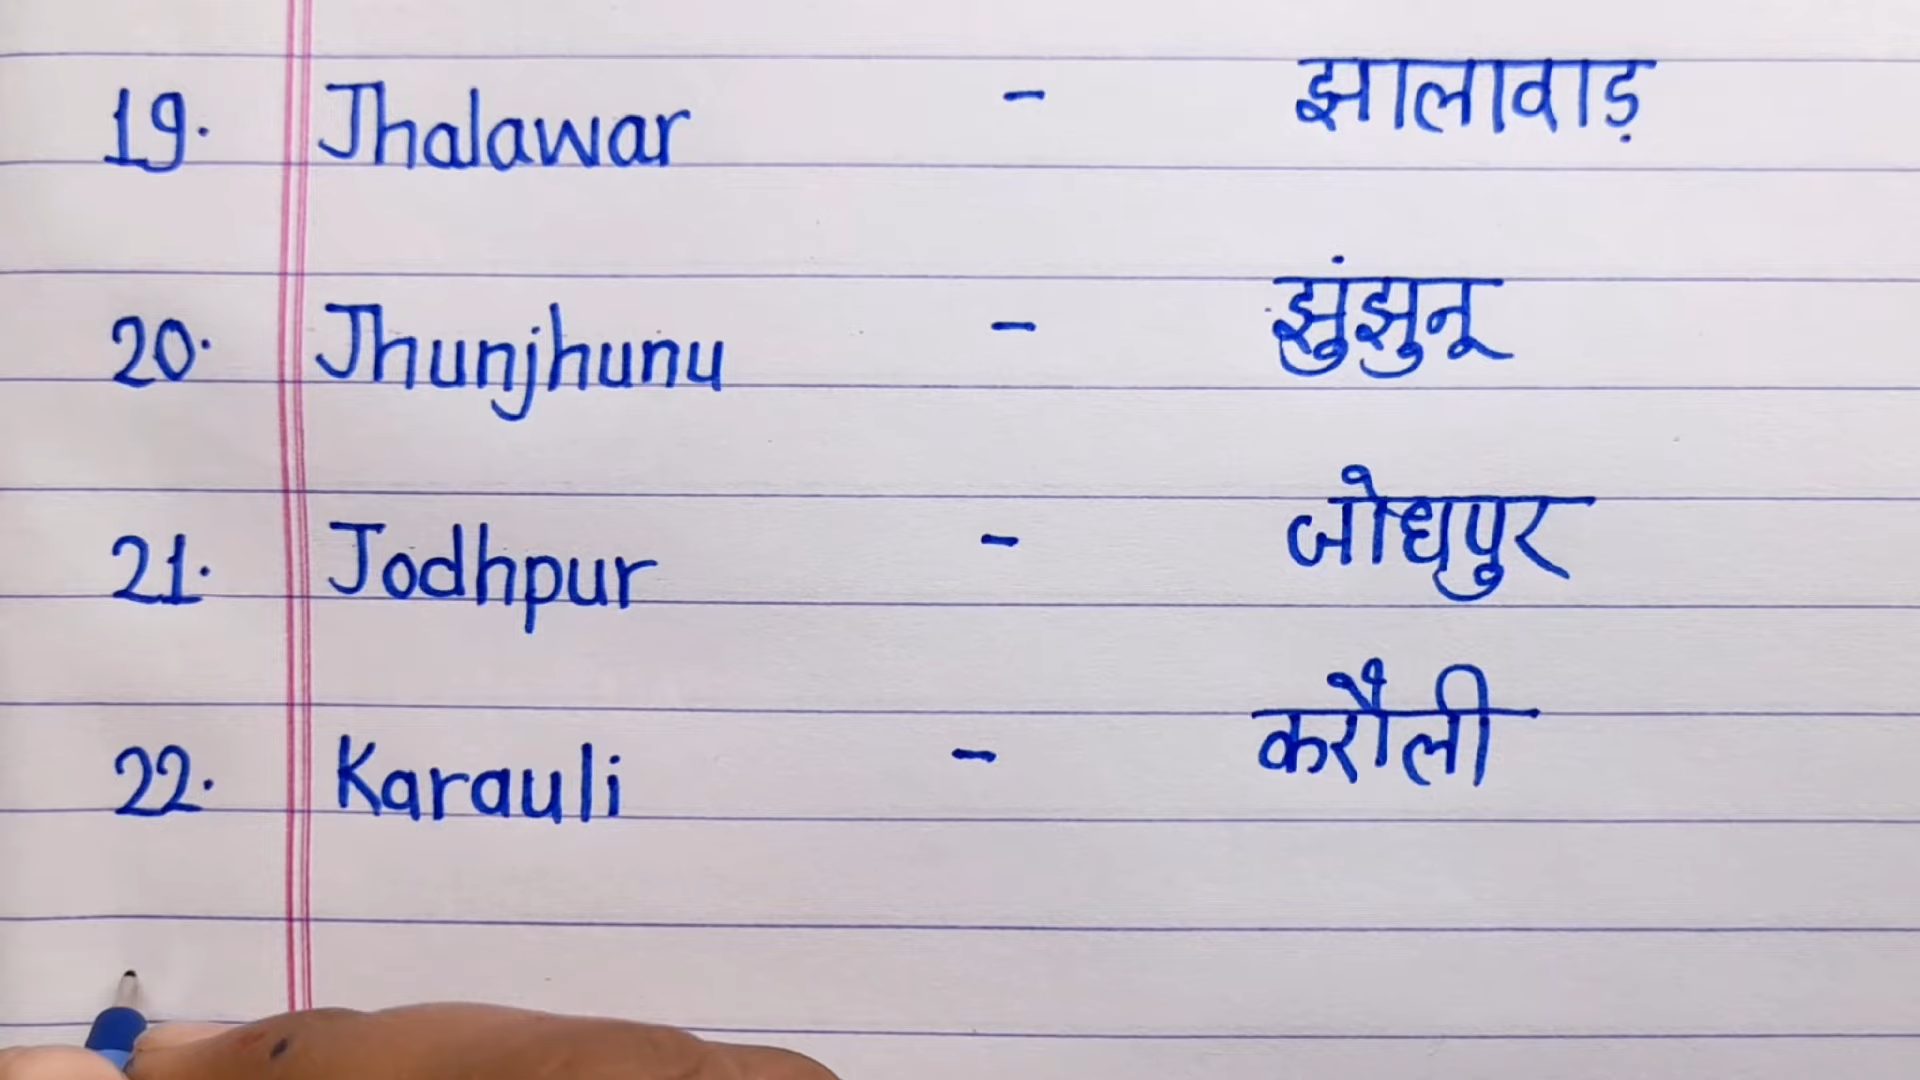 19. Jhalawar - झालावाड़
20. Jhunjhunu - झुंझुनू
21. Jodhpur - जोधपुर
22. Karauli - करौली